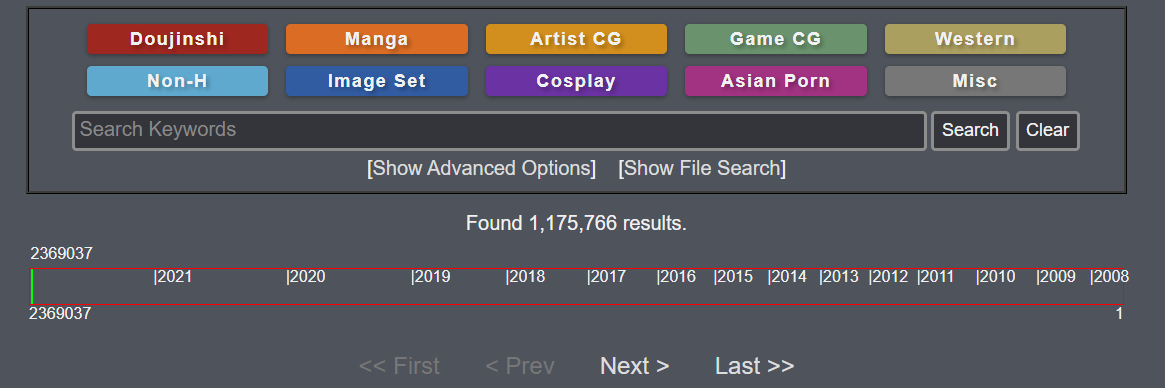 Doujinshi Manga Artist CG Game CG Western
Non-H Image Set Cosplay Asian Porn Misc
Search Keywords Search Clear
[Show Advanced Options] [Show File Search]
Found 1,175,766 results.
2369037
|2021 |2020 |2019 |2018 |2017 |2016 |2015 |2014 |2013 |2012 |2011 |2010 |2009 |2008
2369037 1
<< First < Prev Next > Last >>